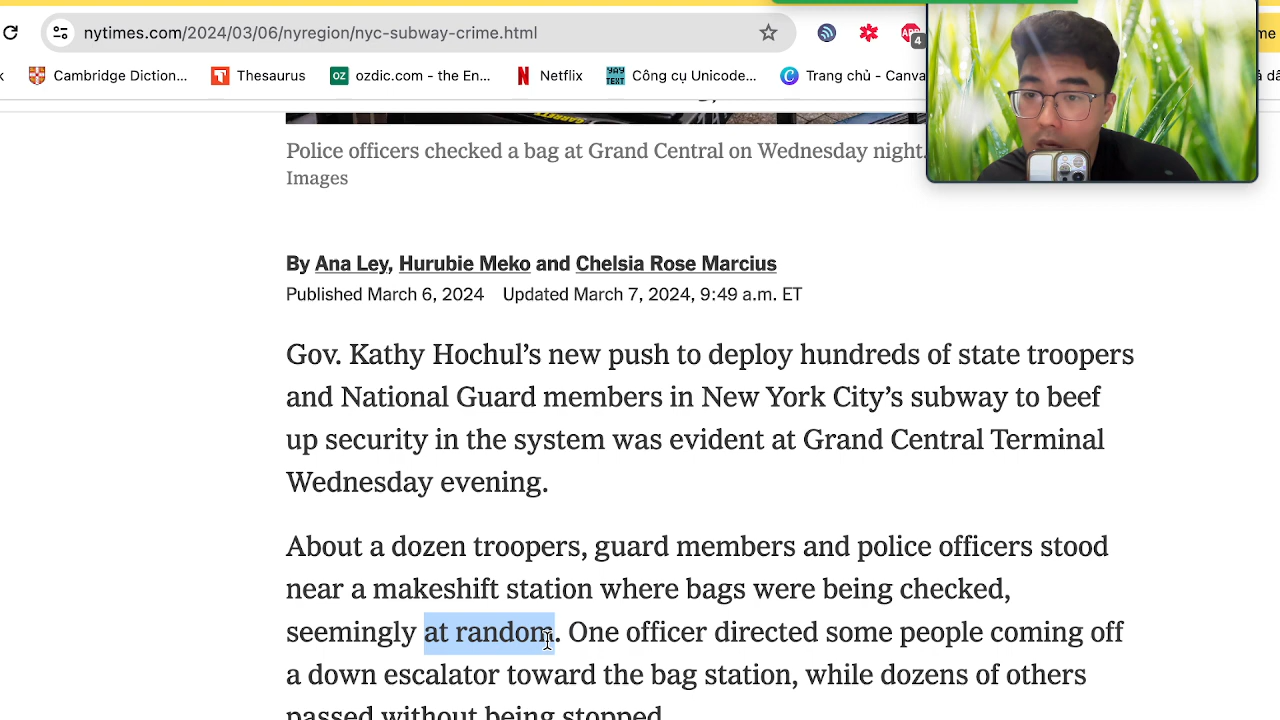 nytimes.com/2024/03/06/nyregion/nyc-subway-crime.html
4
me
Cambridge Diction...
Thesaurus
OZ ozdic.com - the En...
N Netflix
YAY TEXT Công cụ Unicode...
C Trang chủ - Canva
Police officers checked a bag at Grand Central on Wednesday night.
Images
By Ana Ley, Hurubie Meko and Chelsia Rose Marcius
Published March 6, 2024 Updated March 7, 2024, 9:49 a.m. ET
Gov. Kathy Hochul’s new push to deploy hundreds of state troopers
and National Guard members in New York City’s subway to beef
up security in the system was evident at Grand Central Terminal
Wednesday evening.
About a dozen troopers, guard members and police officers stood
near a makeshift station where bags were being checked,
seemingly at random. One officer directed some people coming off
a down escalator toward the bag station, while dozens of others
passed without being stopped.